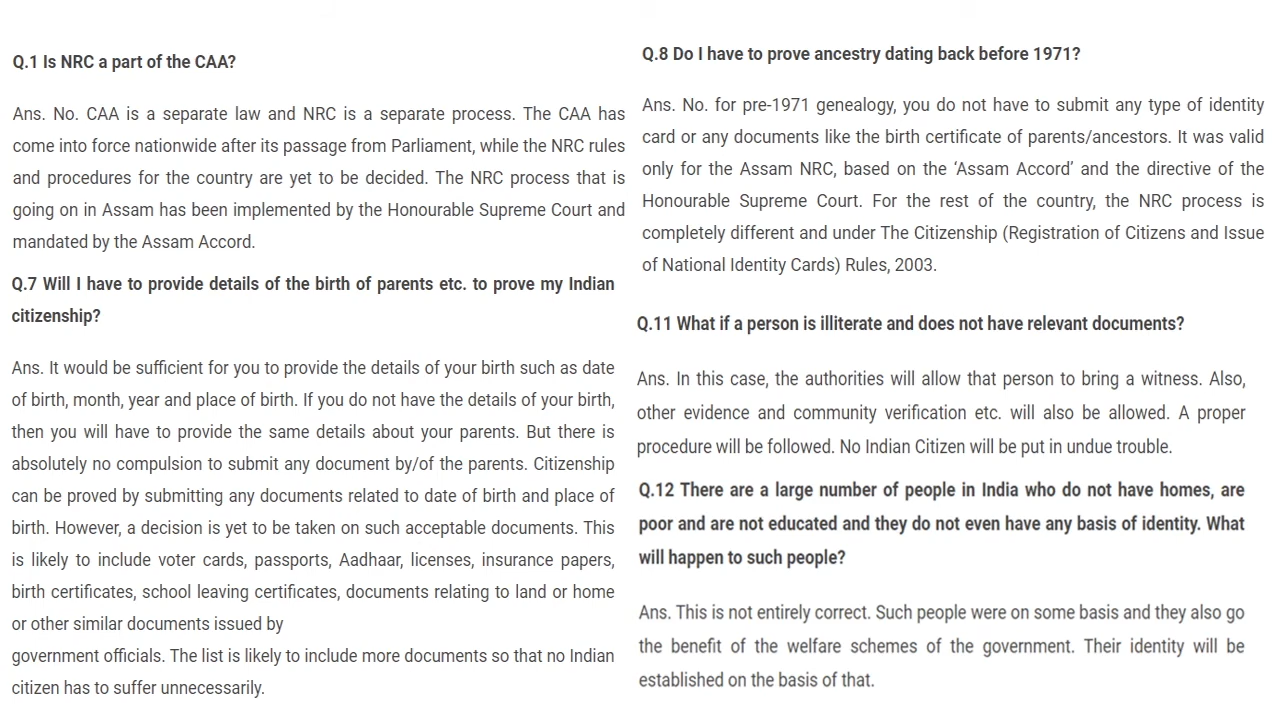 Q.1 Is NRC a part of the CAA?
Ans. No. CAA is a separate law and NRC is a separate process. The CAA has
come into force nationwide after its passage from Parliament, while the NRC rules
and procedures for the country are yet to be decided. The NRC process that is
going on in Assam has been implemented by the Honourable Supreme Court and
mandated by the Assam Accord.
Q.7 Will I have to provide details of the birth of parents etc. to prove my Indian
citizenship?
Ans. It would be sufficient for you to provide the details of your birth such as date
of birth, month, year and place of birth. If you do not have the details of your birth,
then you will have to provide the same details about your parents. But there is
absolutely no compulsion to submit any document by/of the parents. Citizenship
can be proved by submitting any documents related to date of birth and place of
birth. However, a decision is yet to be taken on such acceptable documents. This
is likely to include voter cards, passports, Aadhaar, licenses, insurance papers,
birth certificates, school leaving certificates, documents relating to land or home
or other similar documents issued by
government officials. The list is likely to include more documents so that no Indian
citizen has to suffer unnecessarily.
Q.8 Do I have to prove ancestry dating back before 1971?
Ans. No. for pre-1971 genealogy, you do not have to submit any type of identity
card or any documents like the birth certificate of parents/ancestors. It was valid
only for the Assam NRC, based on the ‘Assam Accord’ and the directive of the
Honourable Supreme Court. For the rest of the country, the NRC process is
completely different and under The Citizenship (Registration of Citizens and Issue
of National Identity Cards) Rules, 2003.
Q.11 What if a person is illiterate and does not have relevant documents?
Ans. In this case, the authorities will allow that person to bring a witness. Also,
other evidence and community verification etc. will also be allowed. A proper
procedure will be followed. No Indian Citizen will be put in undue trouble.
Q.12 There are a large number of people in India who do not have homes, are
poor and are not educated and they do not even have any basis of identity. What
will happen to such people?
Ans. This is not entirely correct. Such people were on some basis and they also go
the benefit of the welfare schemes of the government. Their identity will be
established on the basis of that.